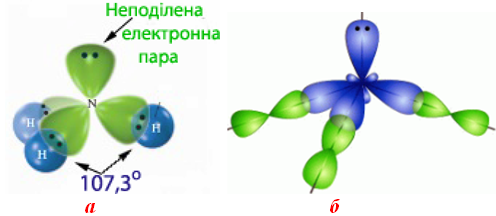 Неподілена
електронна
пара
N
H
H
H
107,3°
а
б